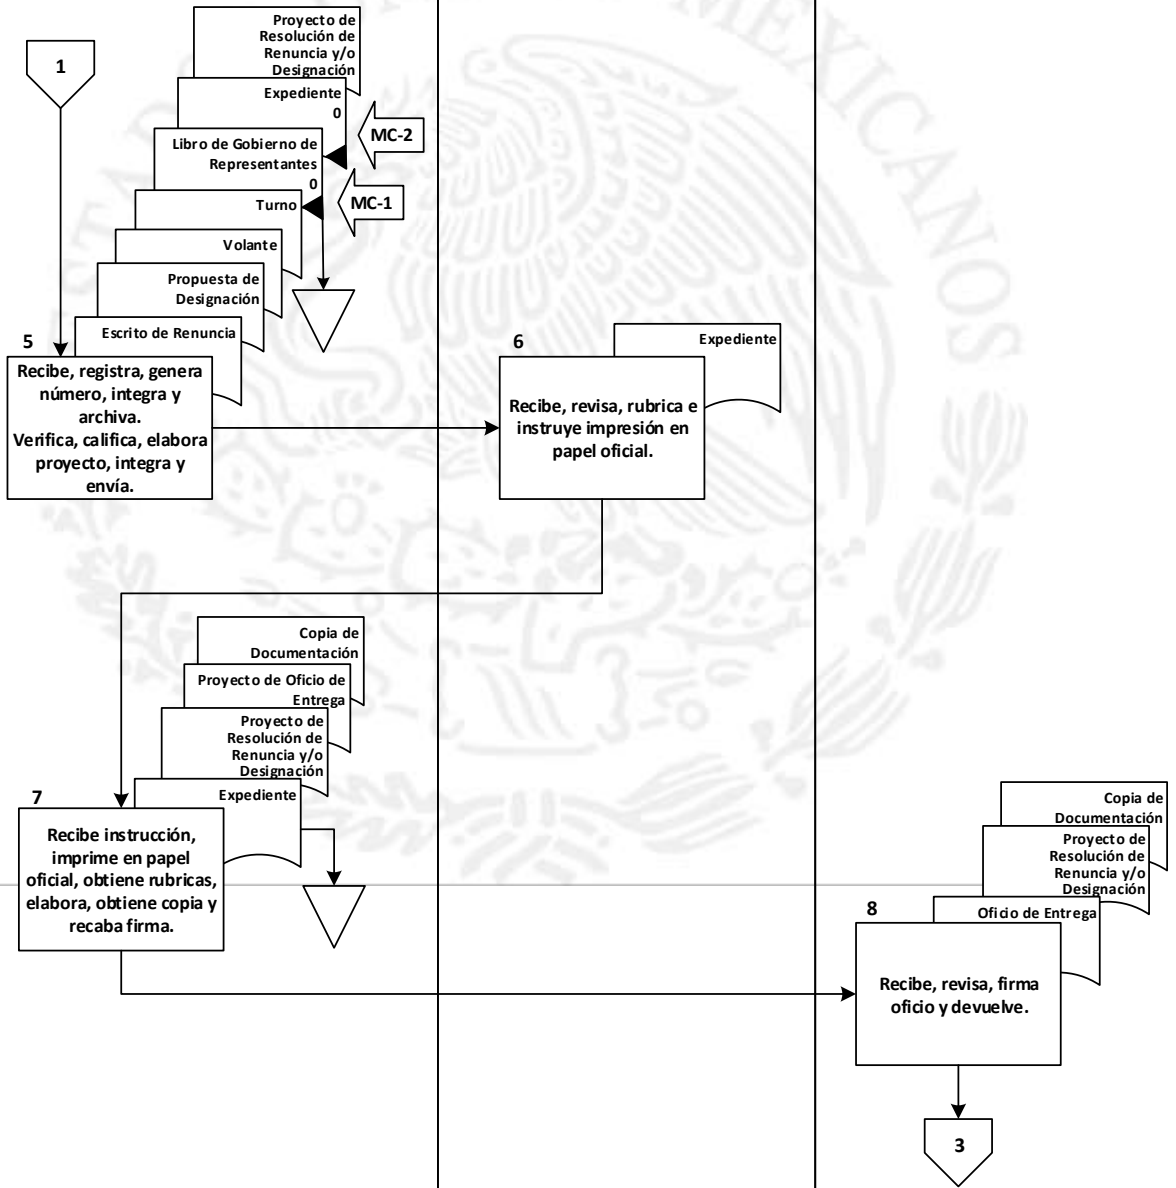 1
Proyecto de
Resolución de
Renuncia y/o
Designación
Expediente
0
MC-2
Libro de Gobierno de
Representantes
0
MC-1
Turno
Volante
Propuesta de
Designación
Escrito de Renuncia
5
Recibe, registra, genera
número, integra y
archiva.
Verifica, califica, elabora
proyecto, integra y
envía.
6
Expediente
Recibe, revisa, rubrica e
instruye impresión en
papel oficial.
Copia de
Documentación
Proyecto de Oficio de
Entrega
Proyecto de
Resolución de
Renuncia y/o
Designación
Expediente
7
Recibe instrucción,
imprime en papel
oficial, obtiene rubricas,
elabora, obtiene copia y
recaba firma.
Copia de
Documentación
Proyecto de
Resolución de
Renuncia y/o
Designación
Oficio de Entrega
8
Recibe, revisa, firma
oficio y devuelve.
3
MEXICANOS